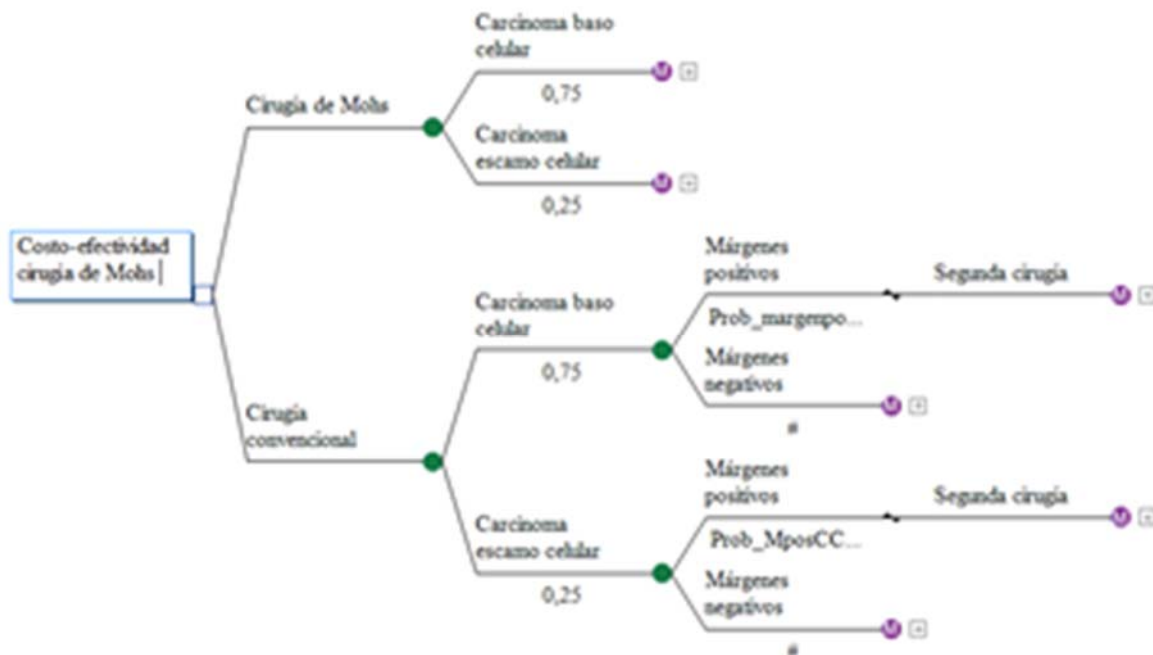 Carcinoma baso
celular
0,75
Cirugía de Mohs
Carcinoma
escamo celular
0,25
Costo-efectividad
cirugía de Mohs
Márgenes
positivos
Segunda cirugía
Prob_margenpo...
Carcinoma baso
celular
0,75
Márgenes
negativos
#
Cirugía
convencional
Márgenes
positivos
Segunda cirugía
Prob_MposCC...
Carcinoma
escamo celular
0,25
Márgenes
negativos
#
M
M
M
M
M
M